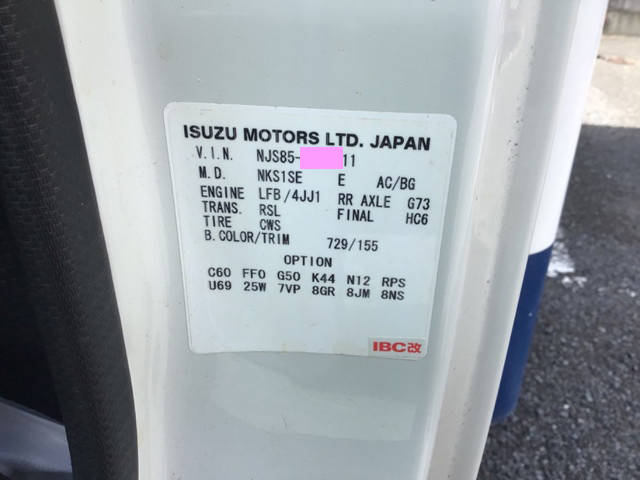 ISUZU MOTORS LTD. JAPAN
V.I.N. NJS85- 11
M.D. NKS1SE E AC/BG
ENGINE LFB/4JJ1 RR AXLE G73
TRANS. RSL FINAL HC6
TIRE CWS
B.COLOR/TRIM 729/155
OPTION
C60 FF0 G50 K44 N12 RPS
U69 25W 7VP 8GR 8JM 8NS
IBC改